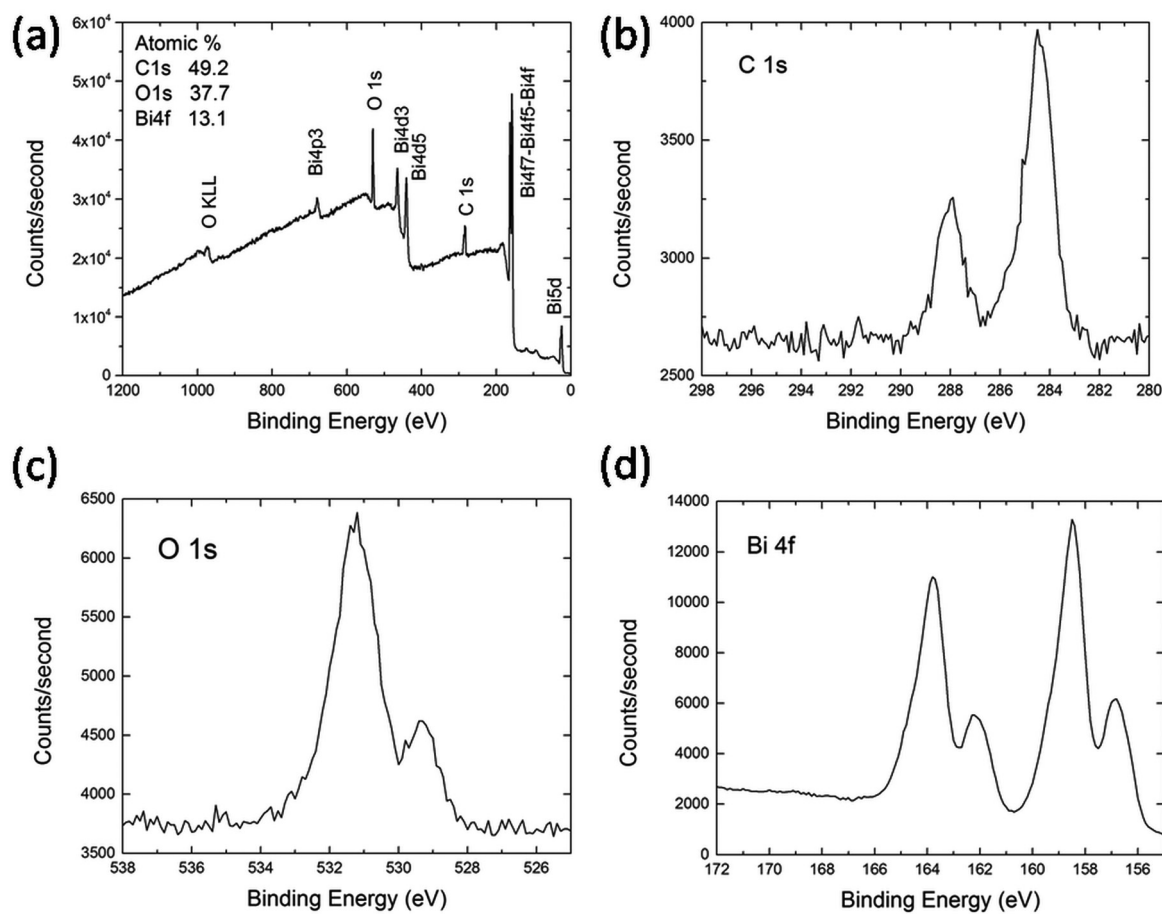 (a)
6x10⁴
5x10⁴
4x10⁴
3x10⁴
2x10⁴
1x10⁴
0
Counts/second
Atomic %
C1s 49.2
O1s 37.7
Bi4f 13.1
O KLL
Bi4p3
O 1s
Bi4d3
Bi4d5
C 1s
Bi4f7-Bi4f5-Bi4f
Bi5d
1200 1000 800 600 400 200 0
Binding Energy (eV)
(b)
4000
3500
3000
2500
Counts/second
C 1s
298 296 294 292 290 288 286 284 282 280
Binding Energy (eV)
(c)
6500
6000
5500
5000
4500
4000
3500
Counts/second
O 1s
538 536 534 532 530 528 526
Binding Energy (eV)
(d)
14000
12000
10000
8000
6000
4000
2000
0
Counts/second
Bi 4f
172 170 168 166 164 162 160 158 156
Binding Energy (eV)